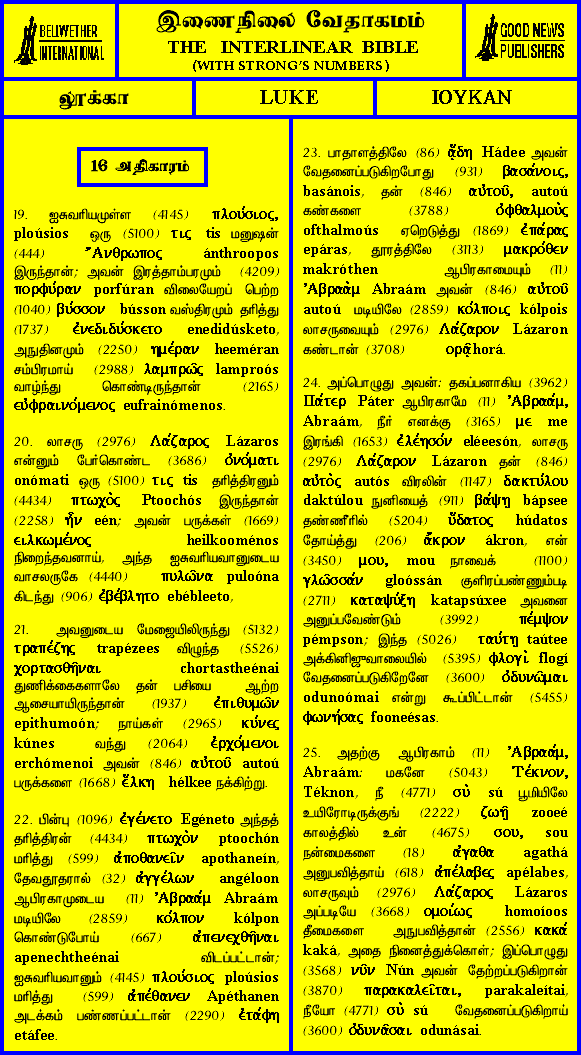 BELLWETHER
INTERNATIONAL
இணைநிலை வேதாகமம்
THE INTERLINEAR BIBLE
(WITH STRONG'S NUMBERS)
GOOD NEWS
PUBLISHERS
லூக்கா
LUKE
ΙΟΥΚΑΝ
16 அதிகாரம்
19. ஐசுவரியமுள்ள (4145) πλούσιος,
ploúsios ஒரு (5100) τις tis மனுஷன்
(444) Ἄνθρωπος ánthroopos
இருந்தான்; அவன் இரத்தாம்பரமும் (4209)
πορφύραν porfúran விலையேறப் பெற்ற
(1040) βύσσον bússon வஸ்திரமும் தரித்து
(1737) ἐνεδιδύσκετο enedidúsketo,
அநுதினமும் (2250) ημέραν heeméran
சம்பிரமாய் (2988) λαμπρῶς lamproós
வாழ்ந்து கொண்டிருந்தான் (2165)
εὐφραινόμενος eufrainómenos.
20. லாசரு (2976) Λάζαρος Lázaros
என்னும் பேர்கொண்ட (3686) ὀνόματι
onómati ஒரு (5100) τις tis தரித்திரனும்
(4434) πτωχὸς Ptoochós இருந்தான்
(2258) ἦν eén; அவன் பருக்கள் (1669)
ειλκωμένος heilkooménos
நிறைந்தவனாய், அந்த ஐசுவரியவானுடைய
வாசலருகே (4440) πυλῶνα puloóna
கிடந்து (906) ἐβέβλητο ebébleeto,
21. அவனுடைய மேஜையிலிருந்து (5132)
τραπέζης trapézees விழுந்த (5526)
χορτασθῆναι chortastheénai
துணிக்கைகளாலே தன் பசியை ஆற்ற
ஆசையாயிருந்தான் (1937) ἐπιθυμῶν
epithumoón; நாய்கள் (2965) κύνες
kúnes வந்து (2064) ἐρχόμενοι
erchómenoi அவன் (846) αὐτοῦ autoú
பருக்களை (1668) ἕλκη hélkee நக்கிற்று.
22. பின்பு (1096) ἐγένετο Egéneto அந்தத்
தரித்திரன் (4434) πτωχὸν ptoochón
மரித்து (599) ἀποθανεῖν apothaneín,
தேவதூதரால் (32) ἀγγέλων angéloon
ஆபிரகாமுடைய (11) Ἀβραάμ Abraám
மடியிலே (2859) κόλπον kólpon
கொண்டுபோய் (667) ἀπενεχθῆναι
apenechtheénai விடப்பட்டான்;
ஐசுவரியவானும் (4145) πλούσιος ploúsios
மரித்து (599) ἀπέθανεν Apéthanen
அடக்கம் பண்ணப்பட்டான் (2290) ἐτάφη
etáfee.
23. பாதாளத்திலே (86) ᾅδη Hádee அவன்
வேதனைப்படுகிறபோது (931) βασάνοις,
basánois, தன் (846) αὐτοῦ, autoú
கண்களை (3788) ὀφθαλμοὺς
ofthalmoús ஏறெடுத்து (1869) ἐπάρας
epáras, தூரத்திலே (3113) μακρόθεν
makróthen ஆபிரகாமையும் (11)
Ἀβραὰμ Abraám அவன் (846) αὐτοῦ
autoú மடியிலே (2859) κόλποις kólpois
லாசருவையும் (2976) Λάζαρον Lázaron
கண்டான் (3708) ορᾷ horá.
24. அப்பொழுது அவன்: தகப்பனாகிய (3962)
Πάτερ Páter ஆபிரகாமே (11) Ἀβραάμ,
Abraám, நீர் எனக்கு (3165) με me
இரங்கி (1653) ἐλέησόν eléeesón, லாசரு
(2976) Λάζαρον Lázaron தன் (846)
αὐτὸς autós விரலின் (1147) δακτύλου
daktúlou நுனியைத் (911) βάψῃ bápsee
தண்ணீரில் (5204) ὕδατος húdatos
தோய்த்து (206) ἄκρον ákron, என்
(3450) μου, mou நாவைக் (1100)
γλῶσσάν gloóssán குளிரப்பண்ணும்படி
(2711) καταψύξῃ katapsúxee அவனை
அனுப்பவேண்டும் (3992) πέμψον
pémpson; இந்த (5026) ταύτῃ taútee
அக்கினிஜுவாலையில் (5395) φλογὶ flogí
வேதனைப்படுகிறேனே (3600) ὀδυνῶμαι
odunoómai என்று கூப்பிட்டான் (5455)
φωνήσας fooneésas.
25. அதற்கு ஆபிரகாம் (11) Ἀβραάμ,
Abraám: மகனே (5043) Τέκνον,
Téknon, நீ (4771) σὺ sú பூமியிலே
உயிரோடிருக்குங் (2222) ζωῇ zooeé
காலத்தில் உன் (4675) σου, sou
நன்மைகளை (18) ἀγαθα agathá
அனுபவித்தாய் (618) ἀπέλαβες apélabes,
லாசருவும் (2976) Λάζαρος Lázaros
அப்படியே (3668) ομοίως homoíoos
தீமைகளை அநுபவித்தான் (2556) κακά
kaká, அதை நினைத்துக்கொள்; இப்பொழுது
(3568) νῦν Nún அவன் தேற்றப்படுகிறான்
(3870) παρακαλεῖται, parakaleítai,
நீயோ (4771) σὺ sú வேதனைப்படுகிறாய்
(3600) ὀδυνᾶσαι odunásai.